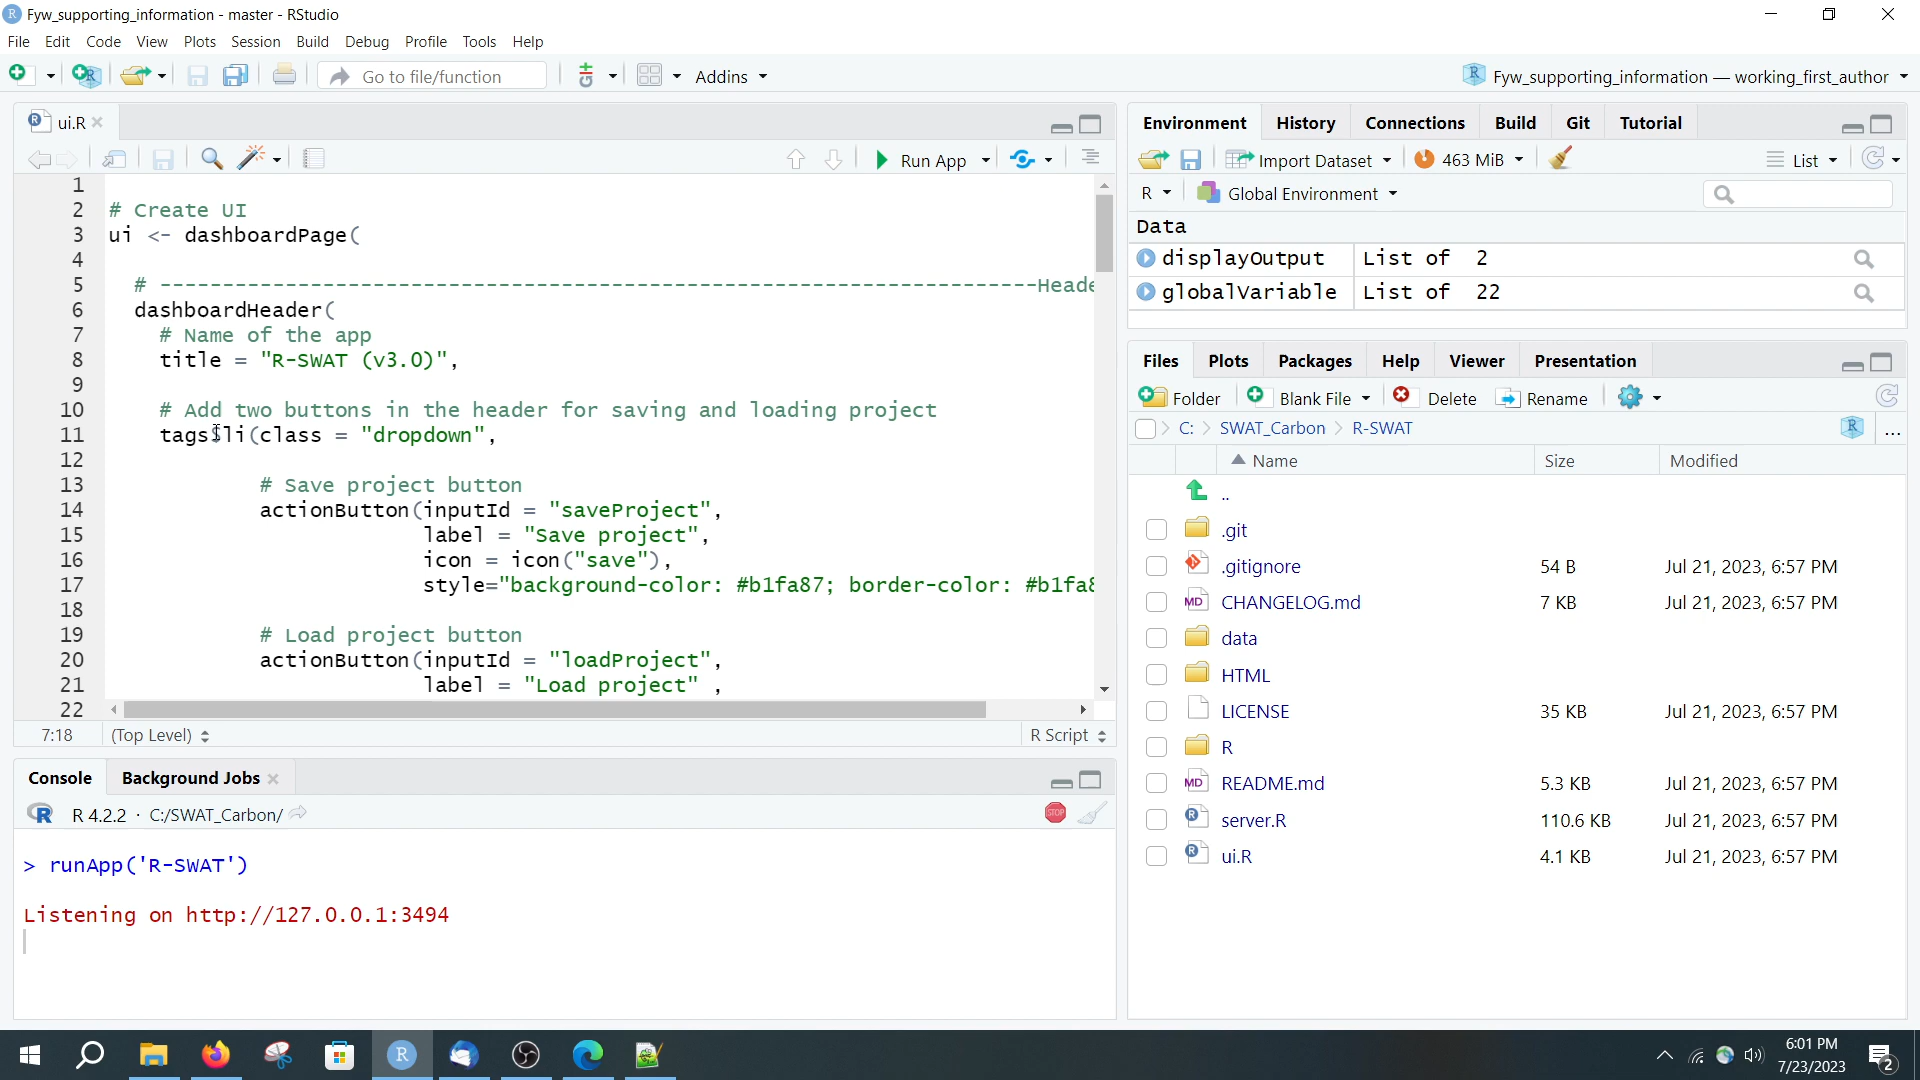 Fyw_supporting_information - master - RStudio
File Edit Code View Plots Session Build Debug Profile Tools Help
Go to file/function Addins Fyw_supporting_information — working_first_author
ui.R
Run App
1
2 # Create UI
3 ui <- dashboardPage(
4
5 # ----------------------------------------------------------------------Heade
6 dashboardHeader(
7 # Name of the app
8 title = "R-SWAT (v3.0)",
9
10 # Add two buttons in the header for saving and loading project
11 tags$li(class = "dropdown",
12
13 # Save project button
14 actionButton(inputId = "saveProject",
15 label = "Save project",
16 icon = icon("save"),
17 style="background-color: #b1fa87; border-color: #b1fa8
18
19 # Load project button
20 actionButton(inputId = "loadProject",
21 label = "Load project" ,
22
7:18 (Top Level) R Script
Console Background Jobs
R 4.2.2 · C:/SWAT_Carbon/
STOP
> runApp('R-SWAT')
Listening on http://127.0.0.1:3494
Environment History Connections Build Git Tutorial
Import Dataset 463 MiB List
R Global Environment
Data
displayOutput List of 2
globalVariable List of 22
Files Plots Packages Help Viewer Presentation
Folder Blank File Delete Rename
C: SWAT_Carbon R-SWAT ...
Name Size Modified
..
.git
.gitignore 54 B Jul 21, 2023, 6:57 PM
CHANGELOG.md 7 KB Jul 21, 2023, 6:57 PM
data
HTML
LICENSE 35 KB Jul 21, 2023, 6:57 PM
R
README.md 5.3 KB Jul 21, 2023, 6:57 PM
server.R 110.6 KB Jul 21, 2023, 6:57 PM
ui.R 4.1 KB Jul 21, 2023, 6:57 PM
6:01 PM
7/23/2023
2